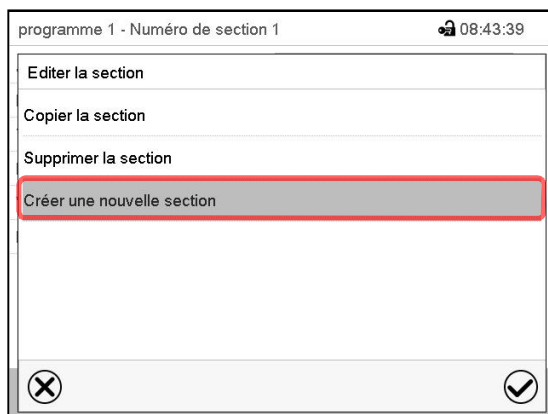 programme 1 - Numéro de section 1 08:43:39
Editer la section
Copier la section
Supprimer la section
Créer une nouvelle section